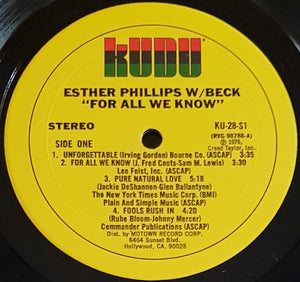 KUDU
ESTHER PHILLIPS W/BECK
"FOR ALL WE KNOW"
STEREO
KU-28-S1
(RVG-98788-A)
SIDE ONE
℗ 1976,
Creed Taylor, Inc.
1. UNFORGETTABLE (Irving Gordon) Bourne Co. (ASCAP) 3:35
2. FOR ALL WE KNOW (J. Fred Coots-Sam M. Lewis) 3:30
Leo Feist, Inc. (ASCAP)
3. PURE NATURAL LOVE 5:18
(Jackie DeShannon-Glen Ballantyne)
The New York Times Music Corp. (BMI)
Plain And Simple Music (ASCAP)
4. FOOLS RUSH IN 4:20
(Rube Bloom-Johnny Mercer)
Commander Publications (ASCAP)
Dist. by MOTOWN RECORD CORP.
6464 Sunset Blvd.
Hollywood, CA. 90028